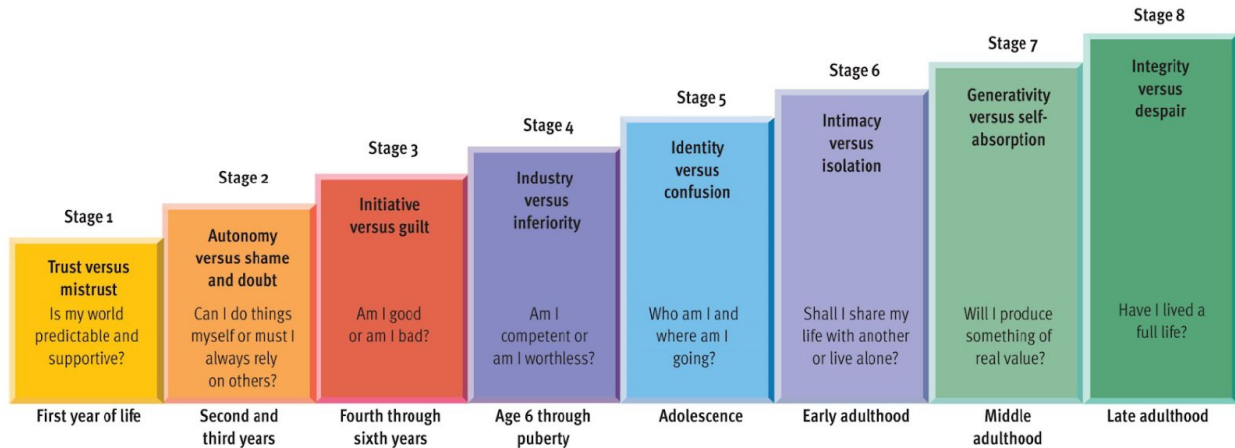 Stage 1
Trust versus
mistrust
Is my world
predictable and
supportive?
First year of life
Stage 2
Autonomy
versus shame
and doubt
Can I do things
myself or must I
always rely
on others?
Second and
third years
Stage 3
Initiative
versus guilt
Am I good
or am I bad?
Fourth through
sixth years
Stage 4
Industry
versus
inferiority
Am I
competent or
am I worthless?
Age 6 through
puberty
Stage 5
Identity
versus
confusion
Who am I and
where am I
going?
Adolescence
Stage 6
Intimacy
versus
isolation
Shall I share my
life with another
or live alone?
Early adulthood
Stage 7
Generativity
versus self-
absorption
Will I produce
something of
real value?
Middle
adulthood
Stage 8
Integrity
versus
despair
Have I lived a
full life?
Late adulthood